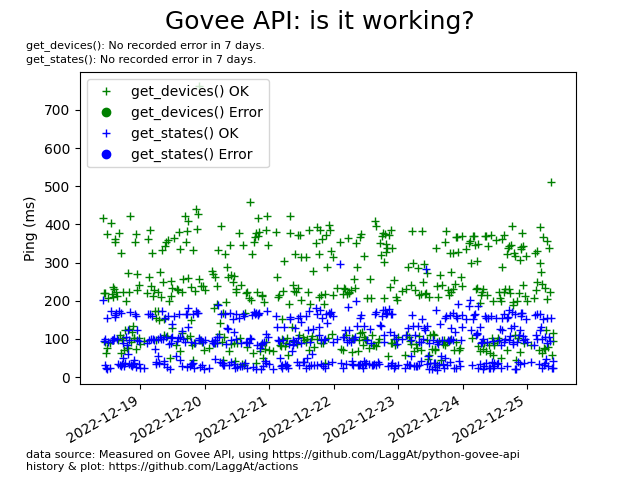 Govee API: is it working?
get_devices(): No recorded error in 7 days.
get_states(): No recorded error in 7 days.
get_devices() OK
get_devices() Error
get_states() OK
get_states() Error
Ping (ms)
700
600
500
400
300
200
100
0
2022-12-19
2022-12-20
2022-12-21
2022-12-22
2022-12-23
2022-12-24
2022-12-25
data source: Measured on Govee API, using https://github.com/LaggAt/python-govee-api
history & plot: https://github.com/LaggAt/actions